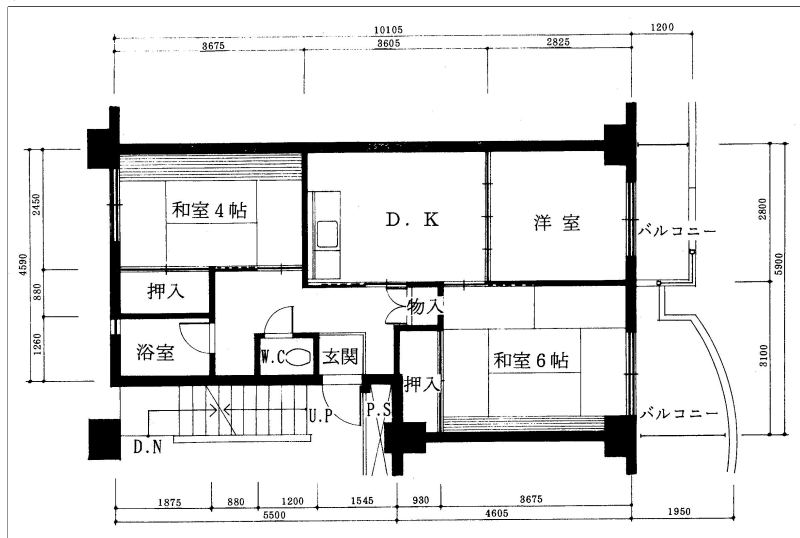 10105
1200
3675
3605
2825
和室4帖
D.K
洋室
バルコニー
2450
4590
880
1260
2800
5900
3100
押入
物入
浴室
W.C
玄関
和室6帖
押入
U.P
P.S
バルコニー
D.N
1875
880
1200
1545
930
3675
5500
4605
1950